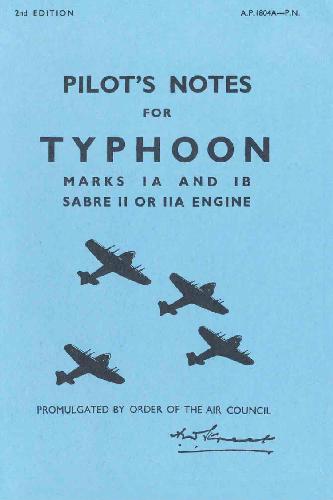 2nd EDITION A.P.1804A—P.N.
PILOT'S NOTES
FOR
TYPHOON
MARKS IA AND IB
SABRE II OR IIA ENGINE
PROMULGATED BY ORDER OF THE AIR COUNCIL